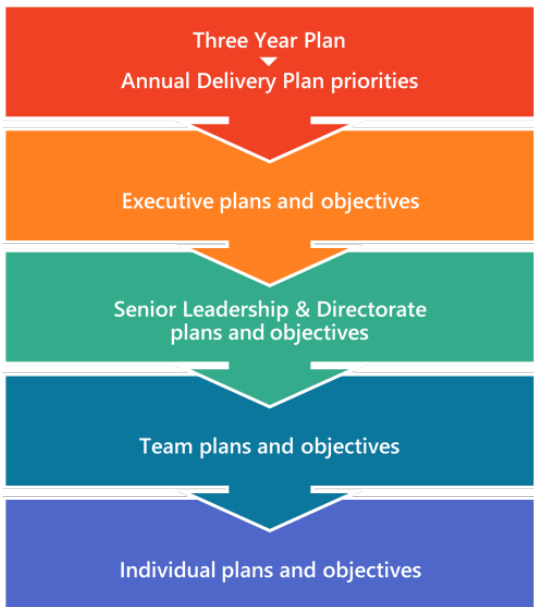 Three Year Plan
Annual Delivery Plan priorities
Executive plans and objectives
Senior Leadership & Directorate
plans and objectives
Team plans and objectives
Individual plans and objectives